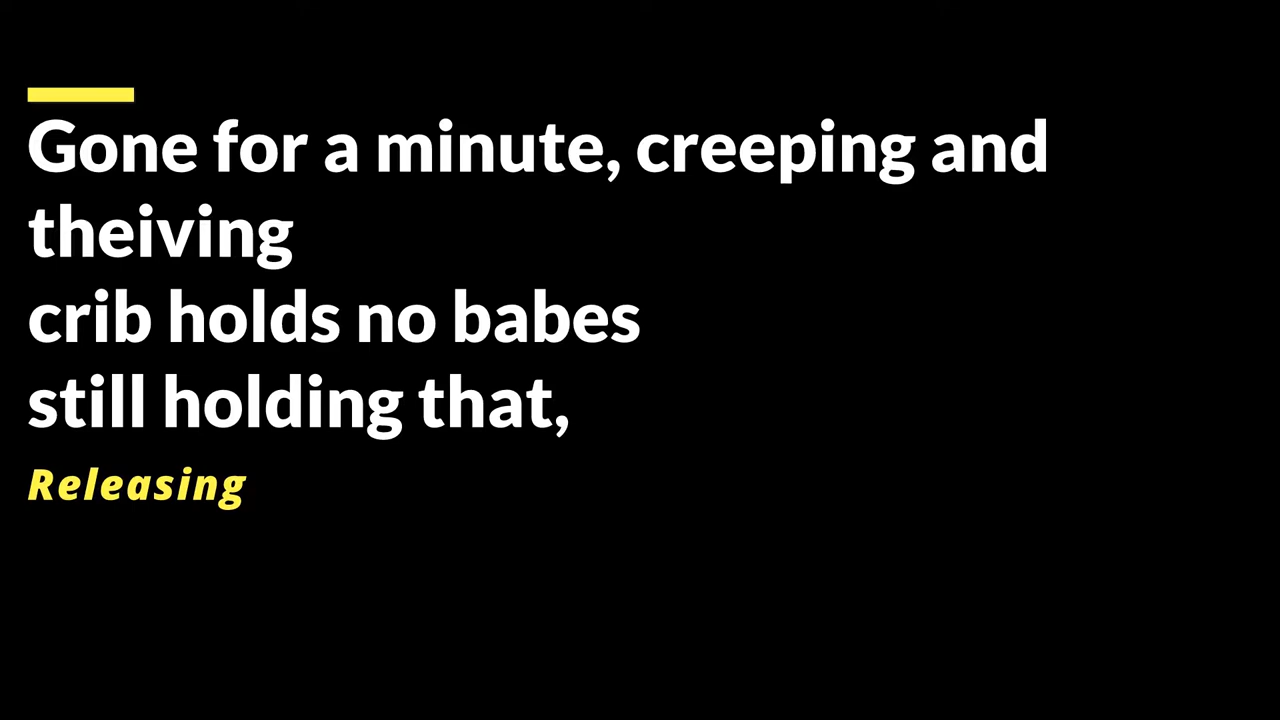 Gone for a minute, creeping and
theiving
crib holds no babes
still holding that,
Releasing